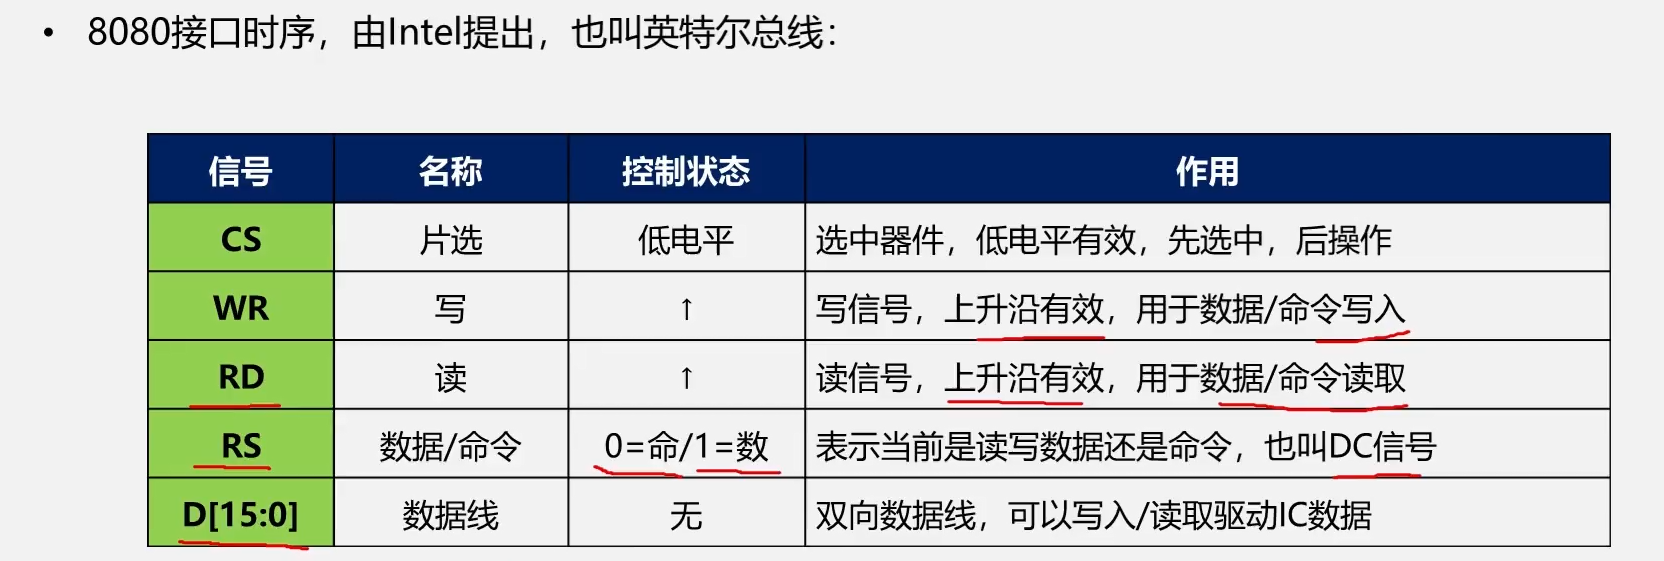 • 8080接口时序，由Intel提出，也叫英特尔总线：
信号 名称 控制状态 作用
CS 片选 低电平 选中器件，低电平有效，先选中，后操作
WR 写 ↑ 写信号，上升沿有效，用于数据/命令写入
RD 读 ↑ 读信号，上升沿有效，用于数据/命令读取
RS 数据/命令 0=命/1=数 表示当前是读写数据还是命令，也叫DC信号
D[15:0] 数据线 无 双向数据线，可以写入/读取驱动IC数据